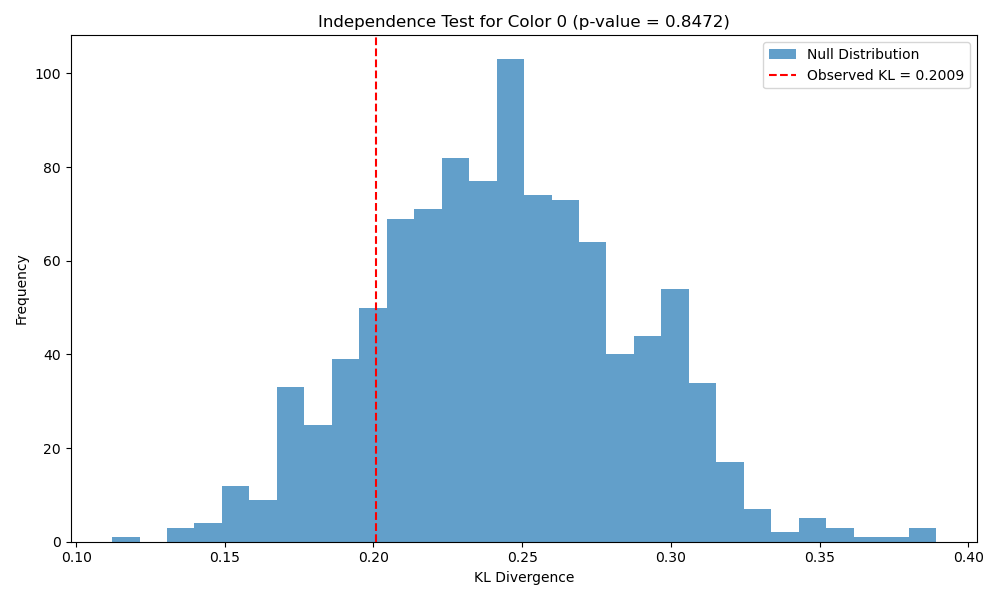 Independence Test for Color 0 (p-value = 0.8472)
Null Distribution
Observed KL = 0.2009
Frequency
100
80
60
40
20
0
0.10 0.15 0.20 0.25 0.30 0.35 0.40
KL Divergence